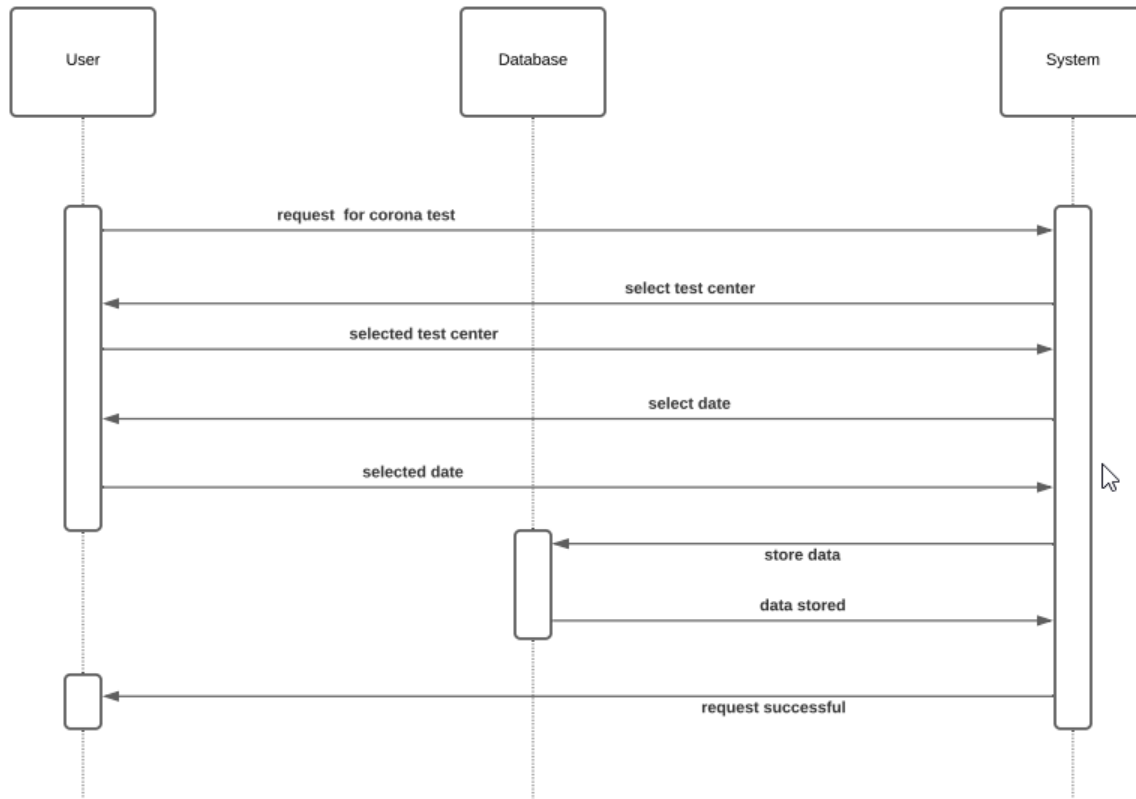 User
Database
System
request for corona test
select test center
selected test center
select date
selected date
store data
data stored
request successful